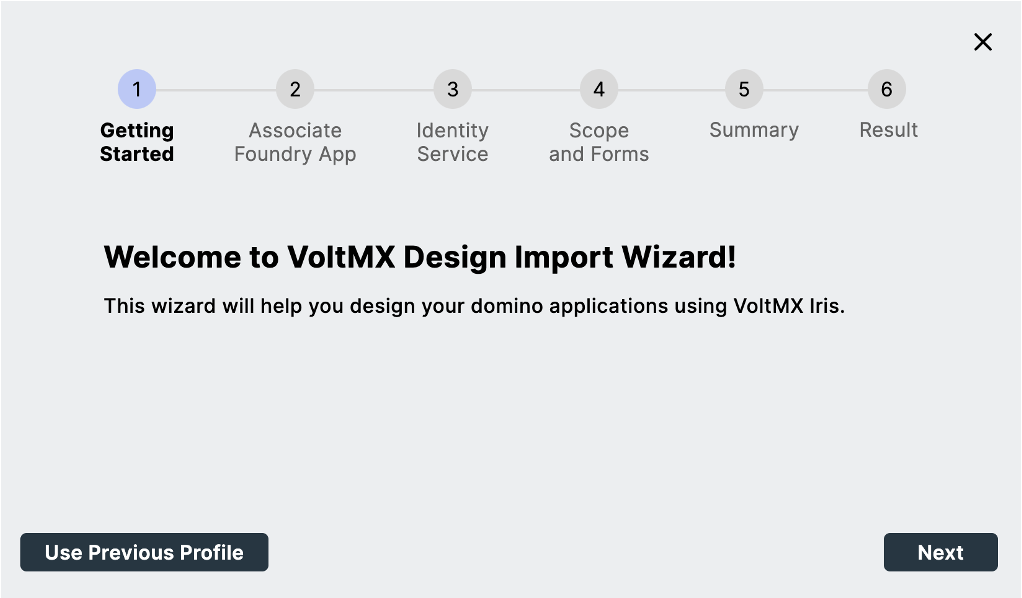 1
2
3
4
5
6
Getting
Started
Associate
Foundry App
Identity
Service
Scope
and Forms
Summary
Result
Welcome to VoltMX Design Import Wizard!
This wizard will help you design your domino applications using VoltMX Iris.
Use Previous Profile
Next